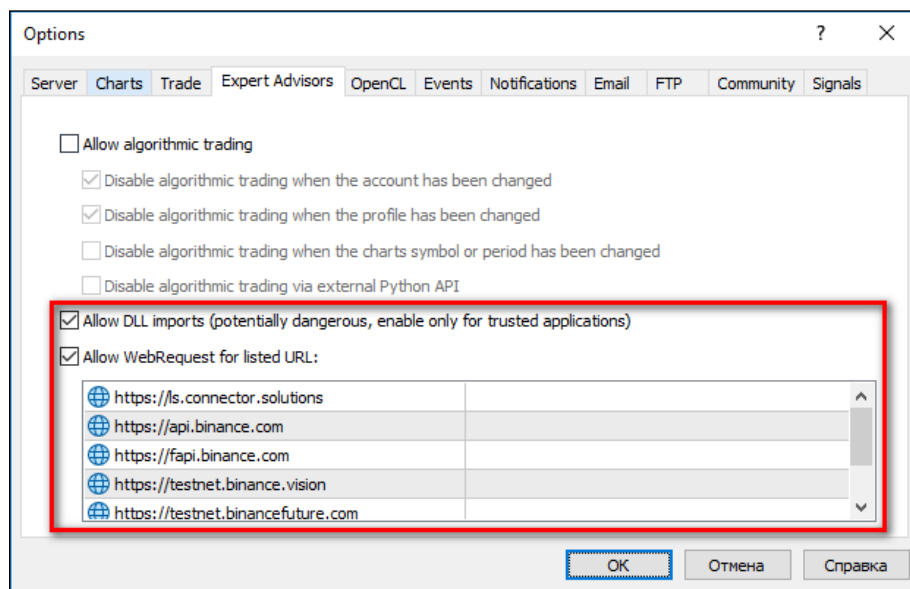 Options
?
Server Charts Trade Expert Advisors OpenCL Events Notifications Email FTP Community Signals
Allow algorithmic trading
Disable algorithmic trading when the account has been changed
Disable algorithmic trading when the profile has been changed
Disable algorithmic trading when the charts symbol or period has been changed
Disable algorithmic trading via external Python API
Allow DLL imports (potentially dangerous, enable only for trusted applications)
Allow WebRequest for listed URL:
https://ls.connector.solutions
https://api.binance.com
https://fapi.binance.com
https://testnet.binance.vision
https://testnet.binancefuture.com
OK Отмена Справка